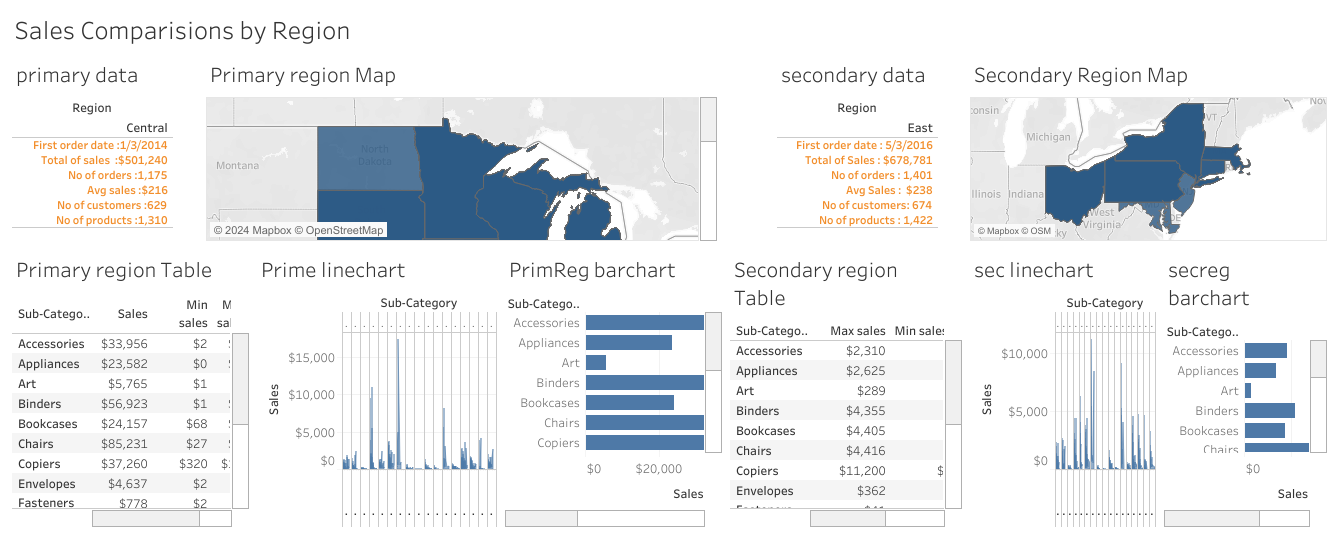 Sales Comparisions by Region
primary data
Region
Central
First order date :1/3/2014
Total of sales :$501,240
No of orders :1,175
Avg sales :$216
No of customers :629
No of products :1,310
Primary region Map
Montana
North
Dakota
© 2024 Mapbox © OpenStreetMap
secondary data
Region
East
First order date : 5/3/2016
Total of Sales : $678,781
No of orders : 1,401
Avg Sales : $238
No of customers: 674
No of products : 1,422
Secondary Region Map
Michigan
VT
Indiana
West
Virginia
© Mapbox © OSM
Primary region Table
Sub-Catego.. Sales Min sales
Accessories $33,956 $2
Appliances $23,582 $0
Art $5,765 $1
Binders $56,923 $1
Bookcases $24,157 $68
Chairs $85,231 $27
Copiers $37,260 $320
Envelopes $4,637 $2
Fasteners $778 $2
Prime linechart
Sub-Category
Sales
$15,000
$10,000
$5,000
$0
PrimReg barchart
Sub-Catego..
Accessories
Appliances
Art
Binders
Bookcases
Chairs
Copiers
$0 $20,000
Sales
Secondary region
Table
Sub-Catego.. Max sales Min sales
Accessories $2,310
Appliances $2,625
Art $289
Binders $4,355
Bookcases $4,405
Chairs $4,416
Copiers $11,200 $
Envelopes $362
sec linechart
Sub-Category
Sales
$10,000
$5,000
$0
secreg
barchart
Sub-Catego..
Accessories
Appliances
Art
Binders
Bookcases
Chairs
$0
Sales